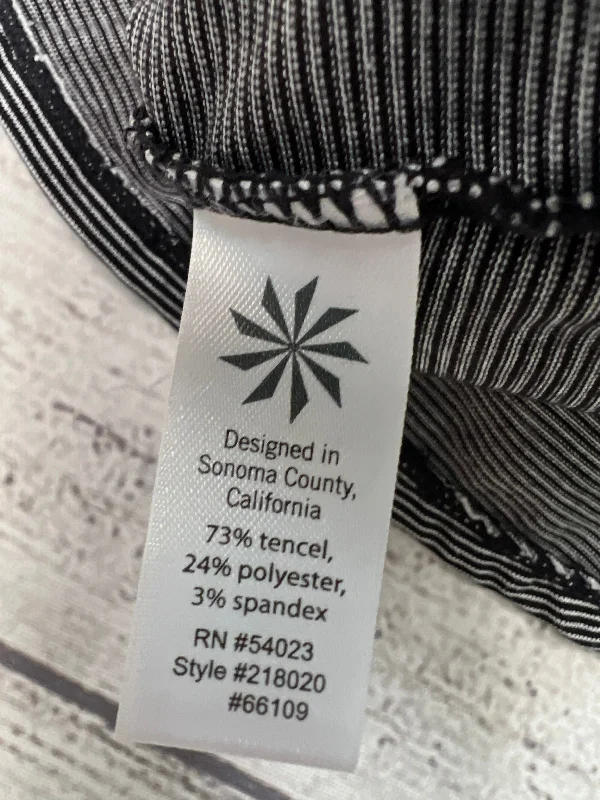 Designed in
Sonoma County,
California
73% tencel,
24% polyester,
3% spandex
RN #54023
Style #218020
#66109